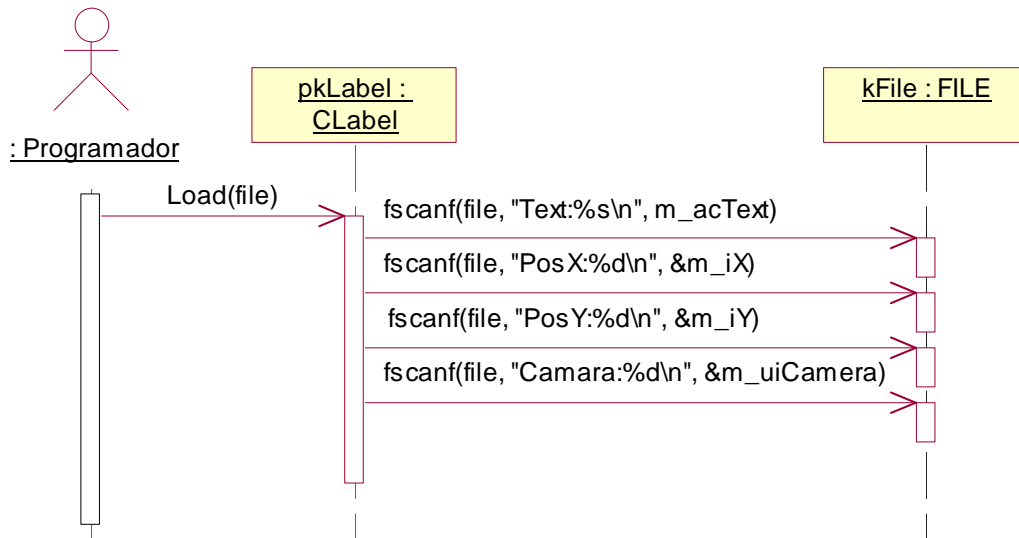 pkLabel :
CLabel
kFile : FILE
: Programador
Load(file)
fscanf(file, "Text:%s\n", m_acText)
fscanf(file, "PosX:%d\n", &m_iX)
fscanf(file, "PosY:%d\n", &m_iY)
fscanf(file, "Camara:%d\n", &m_uiCamera)